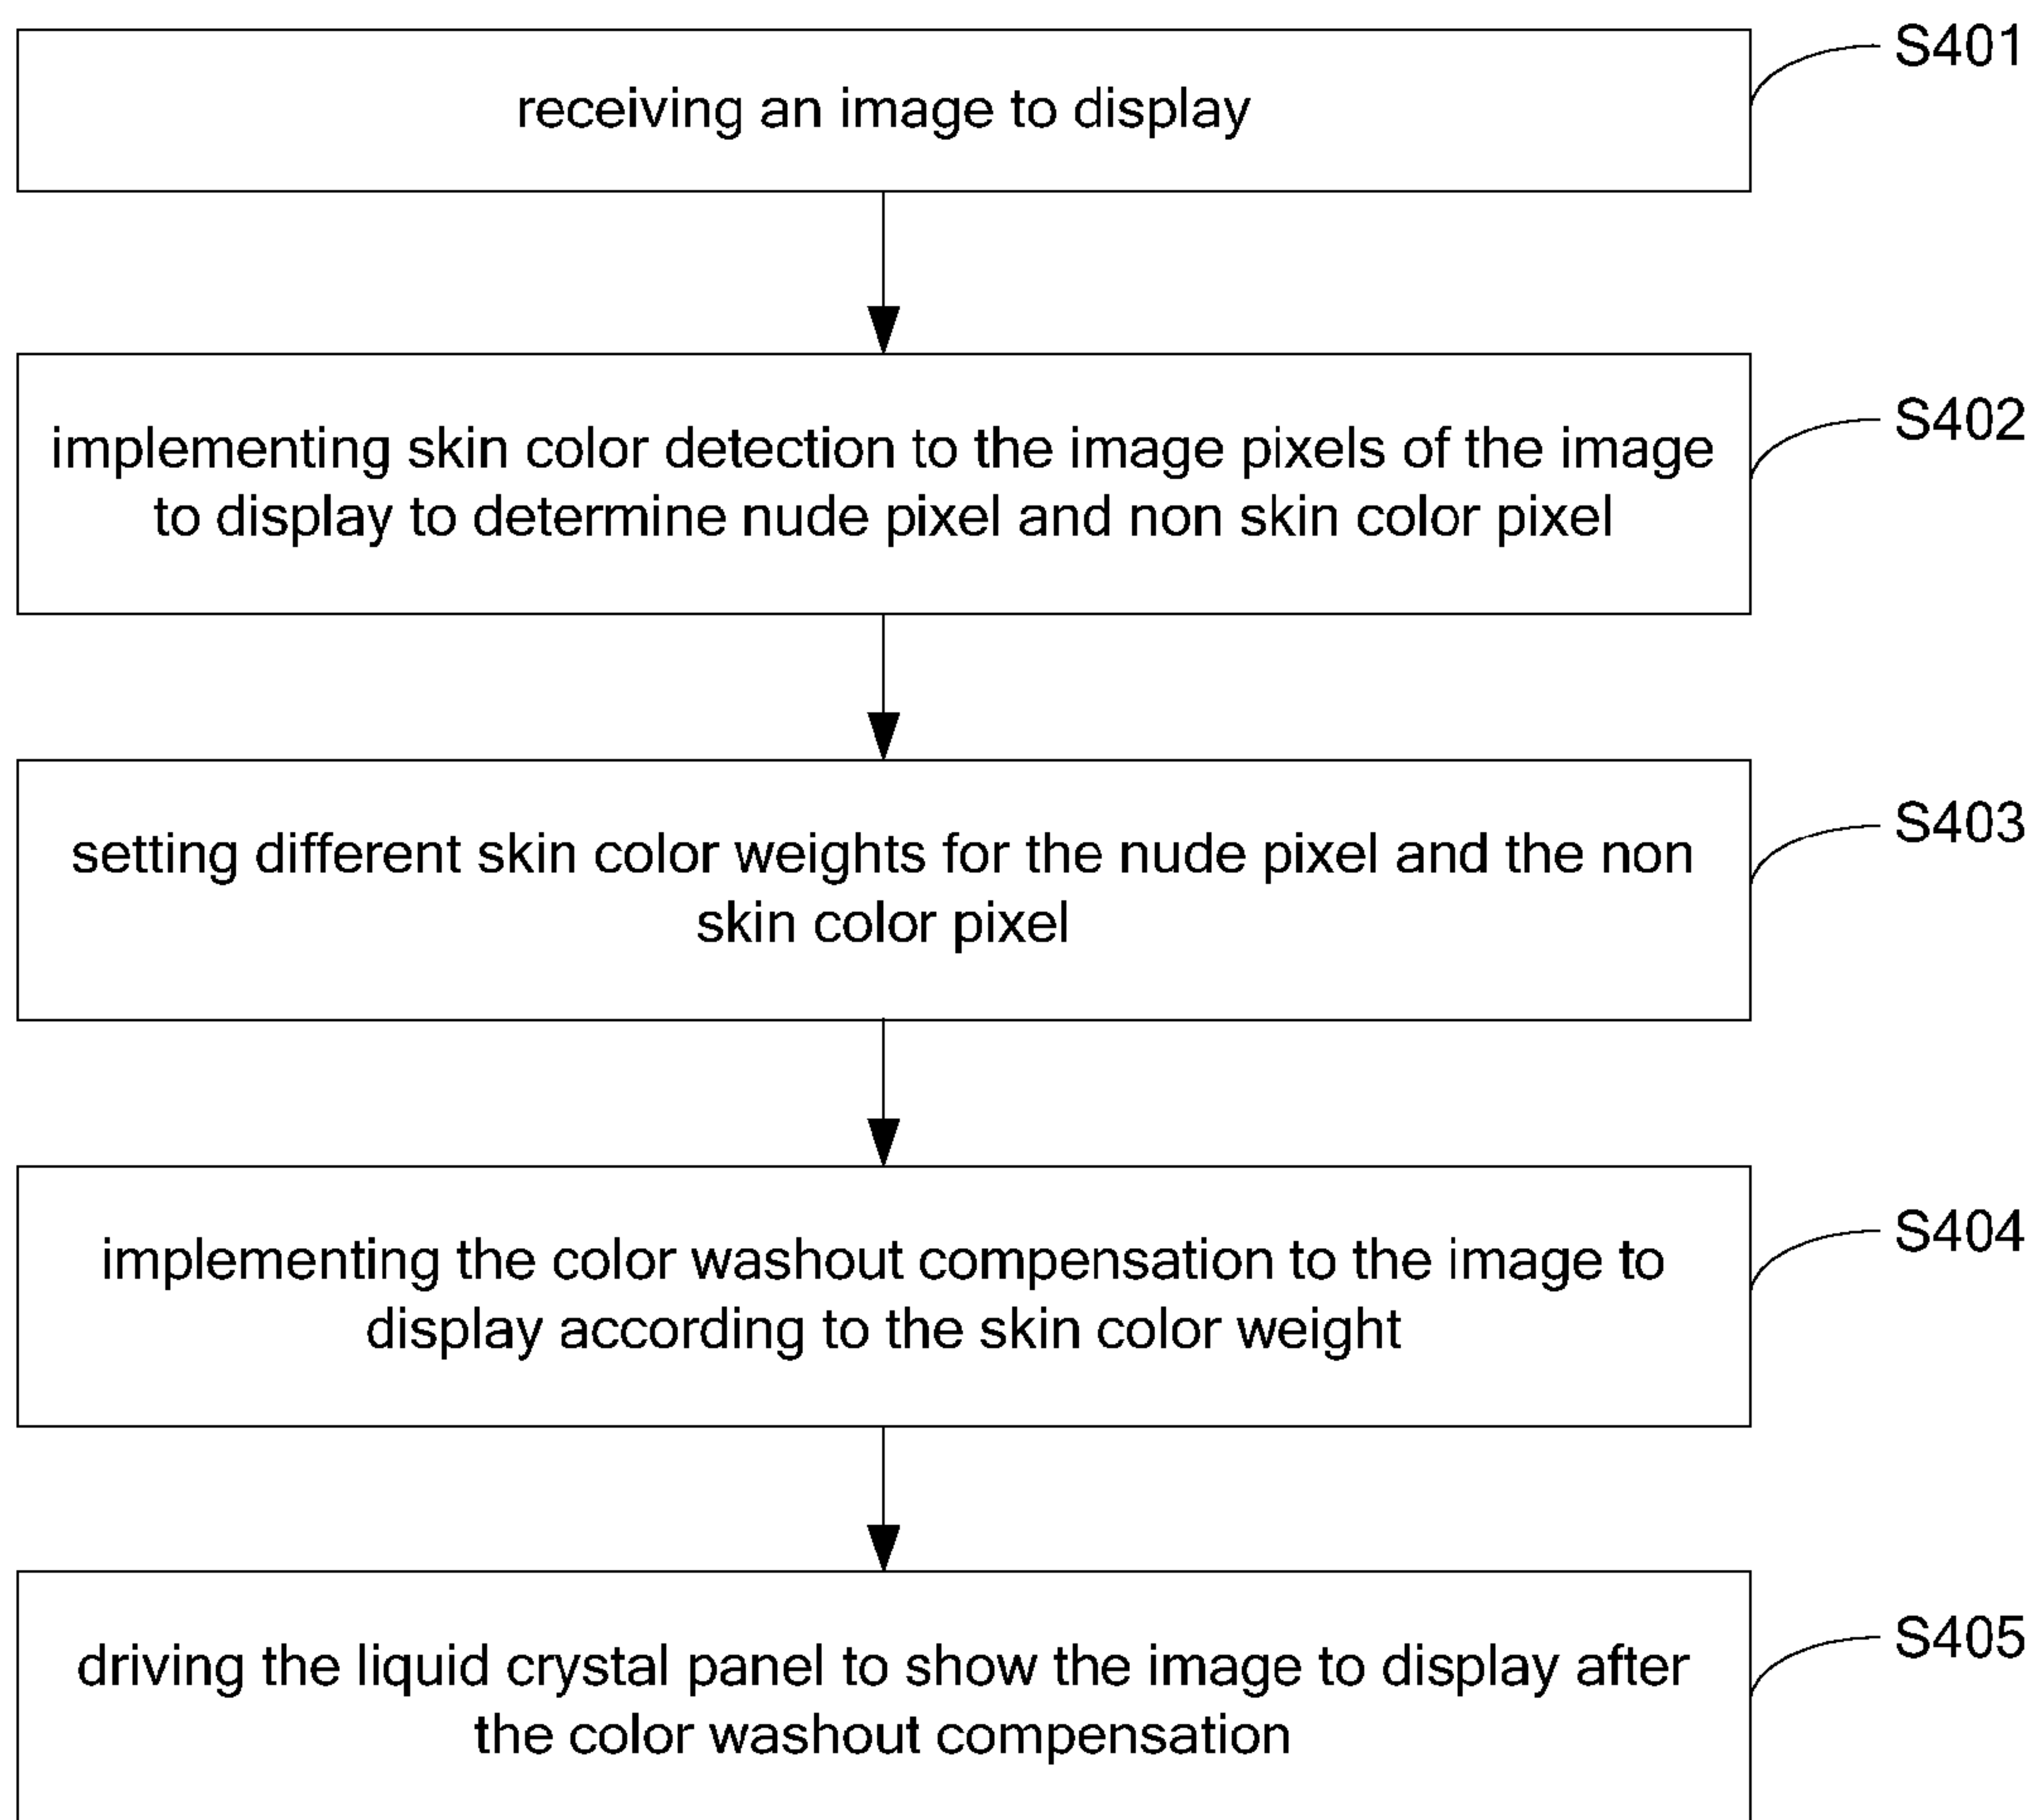 receiving an image to display
S401
implementing skin color detection to the image pixels of the image
to display to determine nude pixel and non skin color pixel
S402
setting different skin color weights for the nude pixel and the non
skin color pixel
S403
implementing the color washout compensation to the image to
display according to the skin color weight
S404
driving the liquid crystal panel to show the image to display after
the color washout compensation
S405